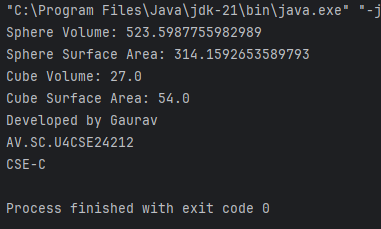 "C:\Program Files\Java\jdk-21\bin\java.exe" "-j
Sphere Volume: 523.5987755982989
Sphere Surface Area: 314.1592653589793
Cube Volume: 27.0
Cube Surface Area: 54.0
Developed by Gaurav
AV.SC.U4CSE24212
CSE-C
Process finished with exit code 0